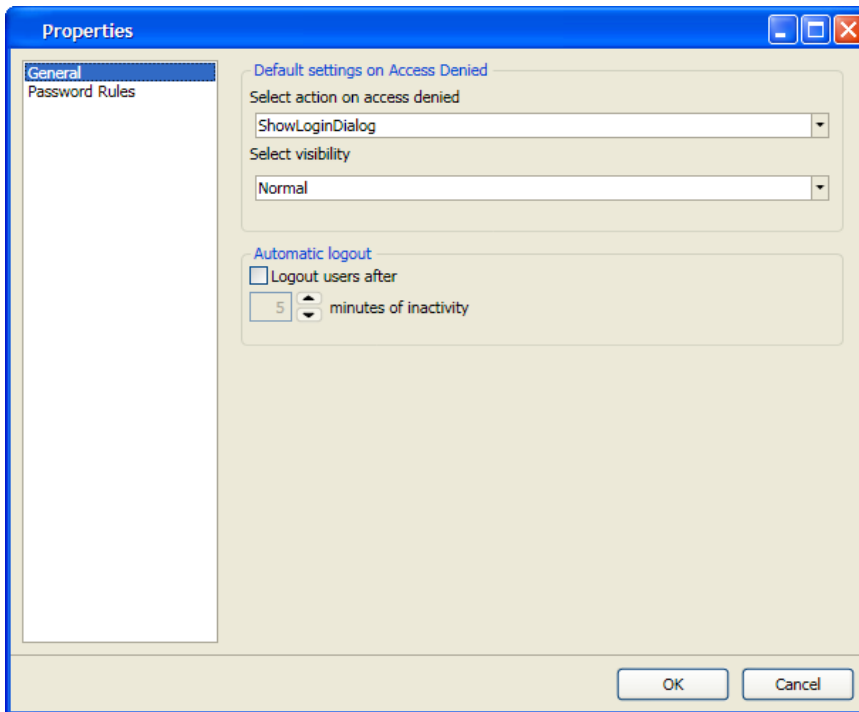 Properties
General
Password Rules
Default settings on Access Denied
Select action on access denied
ShowLoginDialog
Select visibility
Normal
Automatic logout
Logout users after
5 minutes of inactivity
OK Cancel